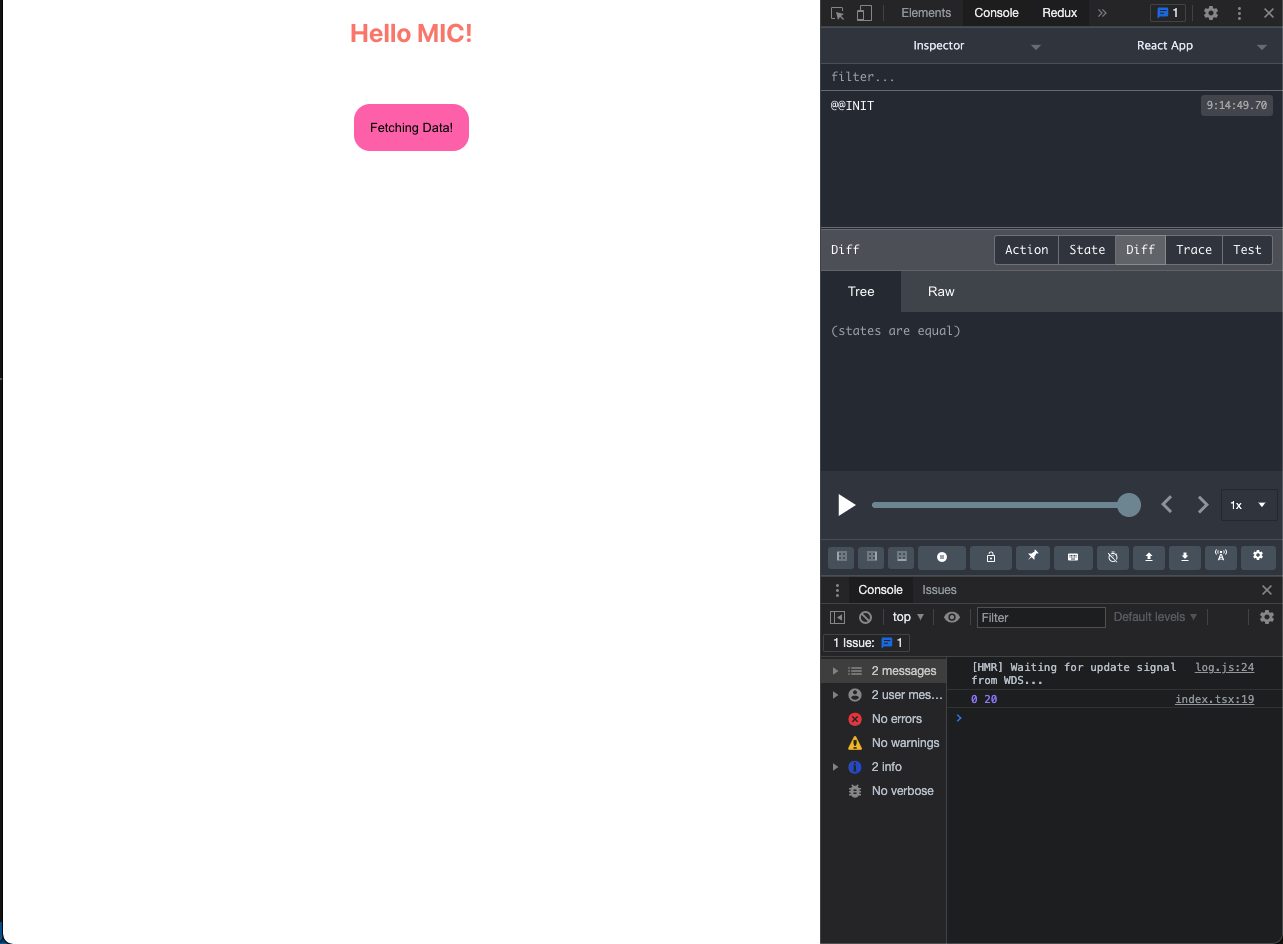 Hello MIC!
Fetching Data!
Elements Console Redux 1
Inspector React App
filter...
@@INIT 9:14:49.70
Diff Action State Diff Trace Test
Tree Raw
(states are equal)
1x
Console Issues
top Filter Default levels
1 Issue: 1
2 messages
2 user mes...
No errors
No warnings
2 info
No verbose
[HMR] Waiting for update signal log.js:24
from WDS...
0 20 index.tsx:19